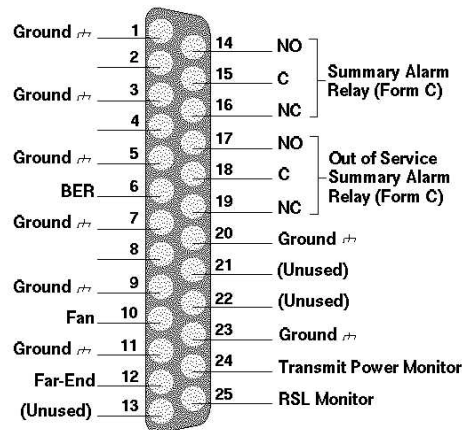 Ground 1
2
Ground 3
4
Ground 5
BER 6
Ground 7
8
Ground 9
Fan 10
Ground 11
Far-End 12
(Unused) 13
14 NO
15 C
16 NC
Summary Alarm
Relay (Form C)
17 NO
18 C
19 NC
Out of Service
Summary Alarm
Relay (Form C)
20 Ground
21 (Unused)
22 (Unused)
23 Ground
24 Transmit Power Monitor
25 RSL Monitor